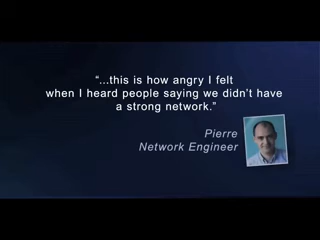 “...this is how angry I felt
when I heard people saying we didn’t have
a strong network.”
Pierre
Network Engineer